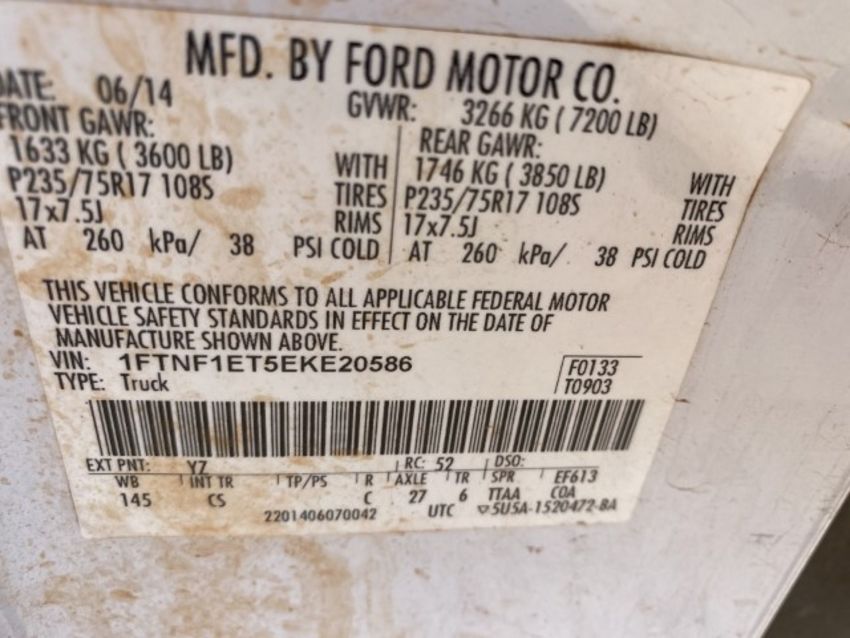 MFD. BY FORD MOTOR CO.
DATE: 06/14 GVWR: 3266 KG ( 7200 LB)
FRONT GAWR: REAR GAWR:
1633 KG ( 3600 LB) WITH 1746 KG ( 3850 LB) WITH
P235/75R17 108S TIRES P235/75R17 108S TIRES
17x7.5J RIMS 17x7.5J RIMS
AT 260 kPa/ 38 PSI COLD AT 260 kPa/ 38 PSI COLD
THIS VEHICLE CONFORMS TO ALL APPLICABLE FEDERAL MOTOR
VEHICLE SAFETY STANDARDS IN EFFECT ON THE DATE OF
MANUFACTURE SHOWN ABOVE.
VIN: 1FTNF1ET5EKE20586 F0133
TYPE: Truck T0903
EXT PNT: Y7 RC: 52 DSO:
WB INT TR TP/PS R AXLE TR SPR EF613
145 CS C 27 6 TTAA COA
2201406070042 UTC ▽5U5A-1520472-BA